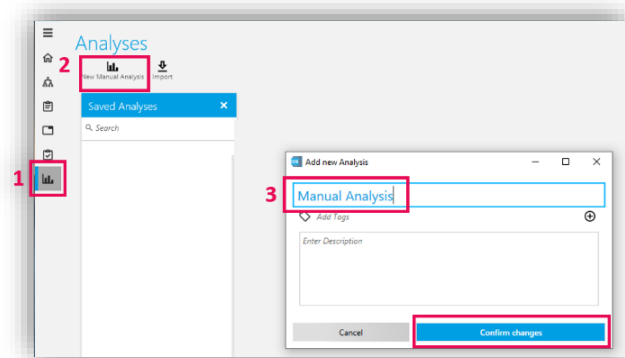 Analyses
2
New Manual Analysis
Import
Saved Analyses
Search
1
Add new Analysis
3
Manual Analysis
Add Tags
Enter Description
Cancel
Confirm changes